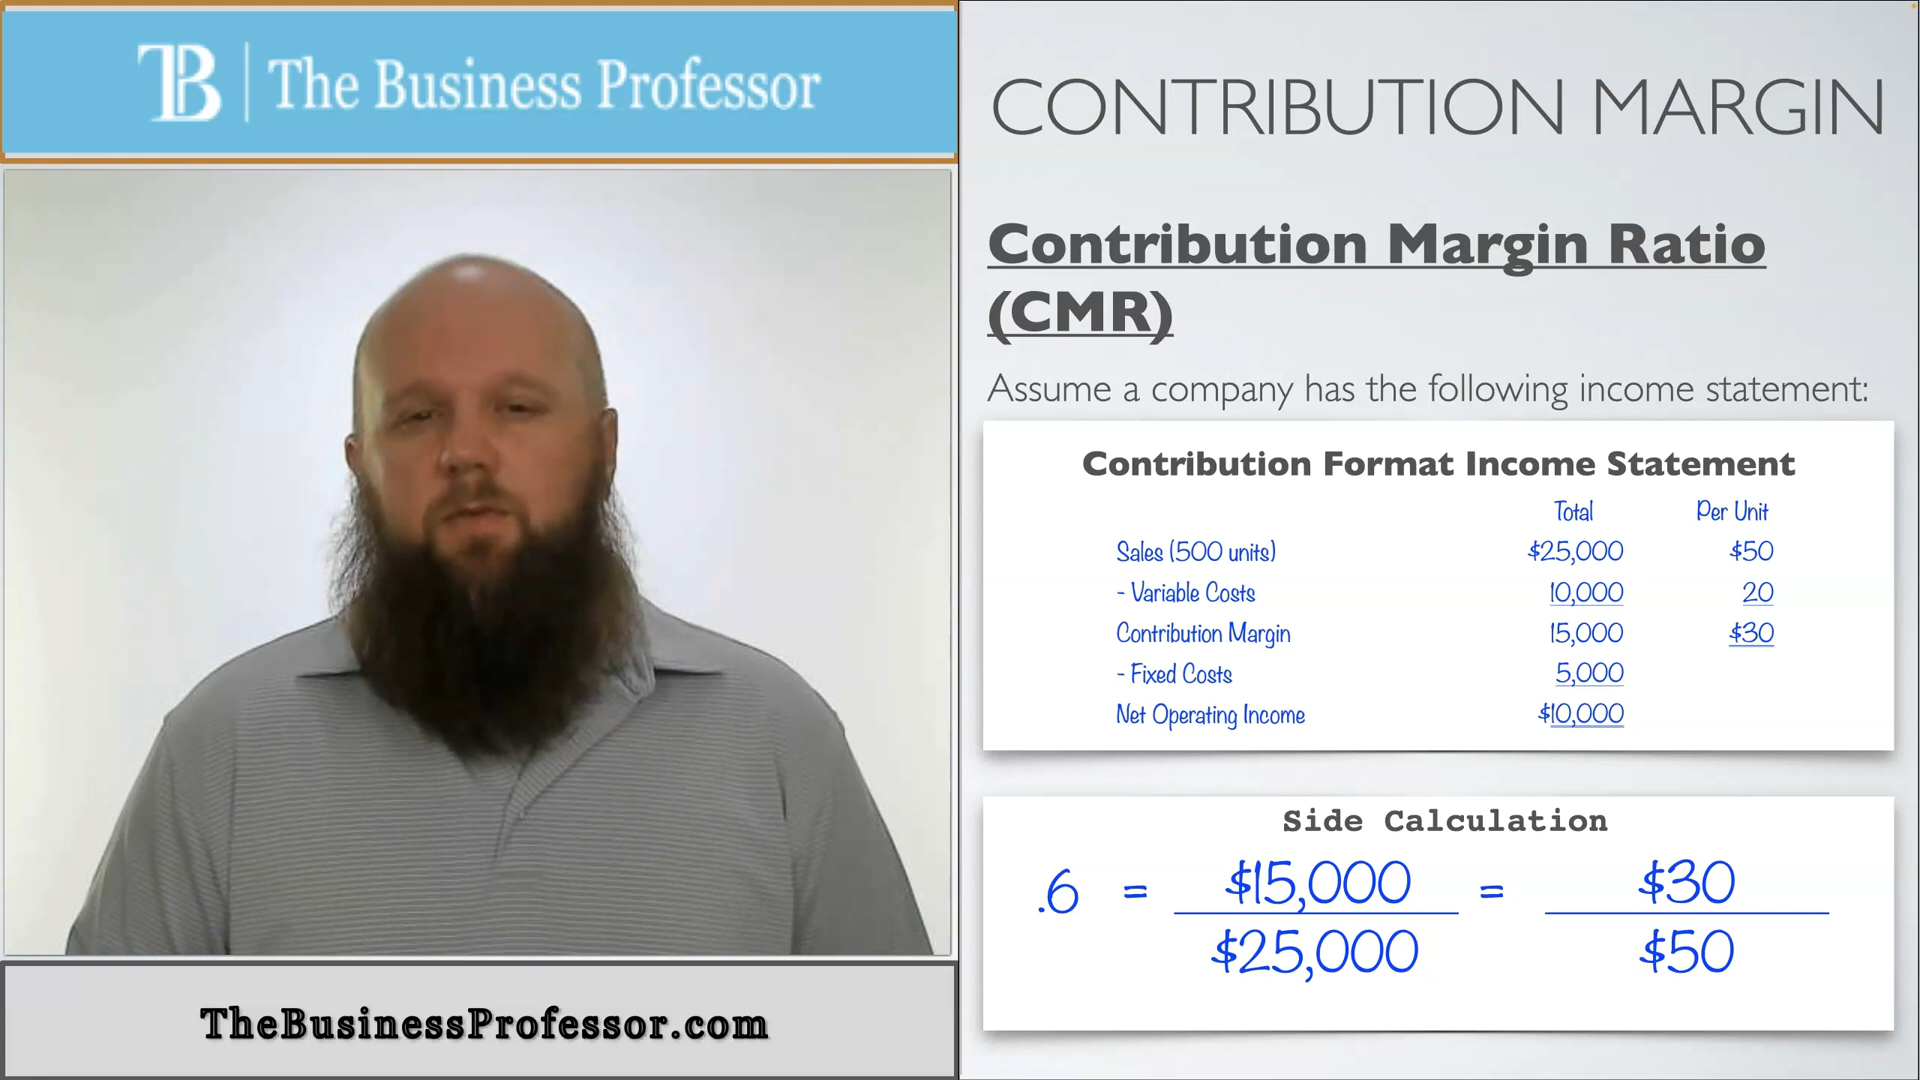 TB | The Business Professor
TheBusinessProfessor.com
CONTRIBUTION MARGIN
Contribution Margin Ratio
(CMR)
Assume a company has the following income statement:
Contribution Format Income Statement
Total Per Unit
Sales (500 units) $25,000 $50
- Variable Costs 10,000 20
Contribution Margin 15,000 $30
- Fixed Costs 5,000
Net Operating Income $10,000
Side Calculation
.6 = $15,000 = $30
$25,000 $50